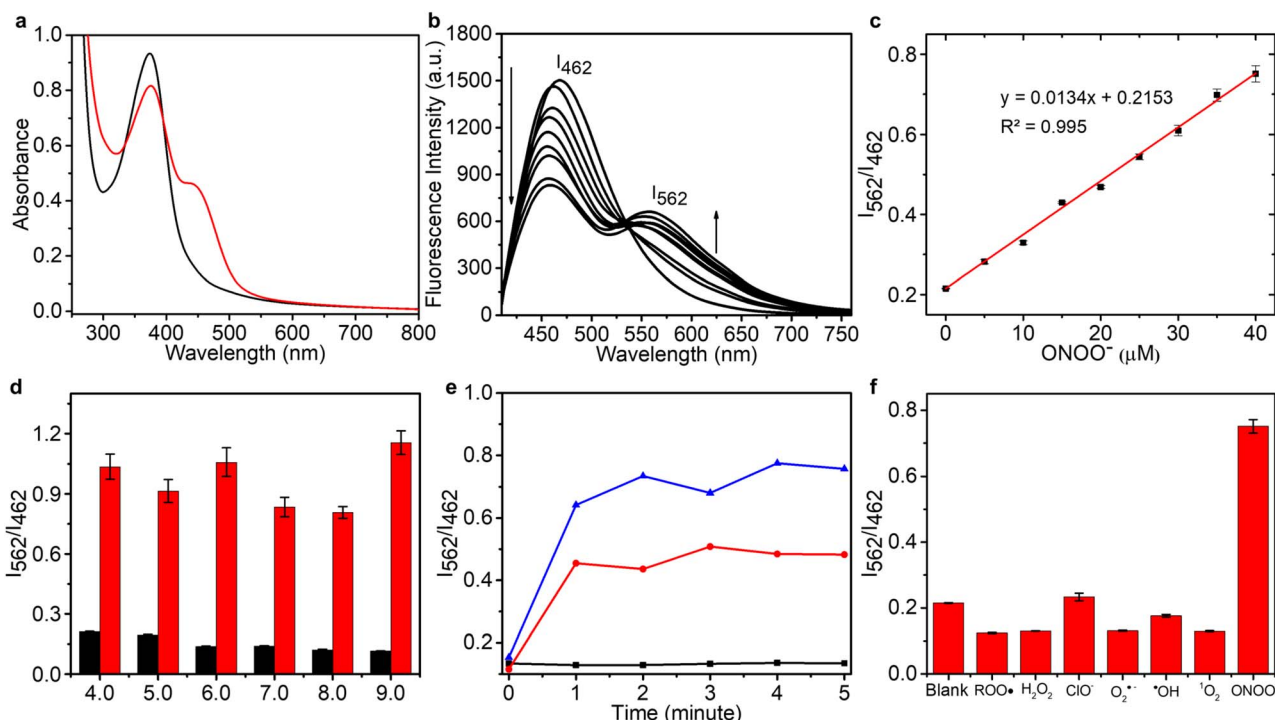 a
1.0
0.8
0.6
0.4
0.2
0.0
Absorbance
300 400 500 600 700 800
Wavelength (nm)
b
1800
1500
1200
900
600
300
0
Fluorescence Intensity (a.u.)
I462
I562
450 500 550 600 650 700 750
Wavelength (nm)
c
0.8
0.6
0.4
0.2
I562/I462
y = 0.0134x + 0.2153
R² = 0.995
0 10 20 30 40
ONOO⁻ (μM)
d
1.2
0.9
0.6
0.3
0.0
I562/I462
4.0 5.0 6.0 7.0 8.0 9.0
e
1.0
0.8
0.6
0.4
0.2
I562/I462
0 1 2 3 4 5
Time (minute)
f
0.8
0.6
0.4
0.2
0.0
I562/I462
Blank ROO• H2O2 ClO⁻ O2•⁻ •OH ¹O2 ONOO⁻